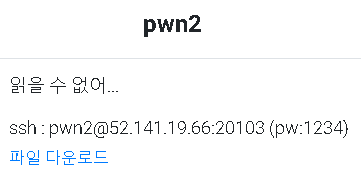 pwn2
읽을 수 없어...
ssh : pwn2@52.141.19.66:20103 (pw:1234)
파일 다운로드